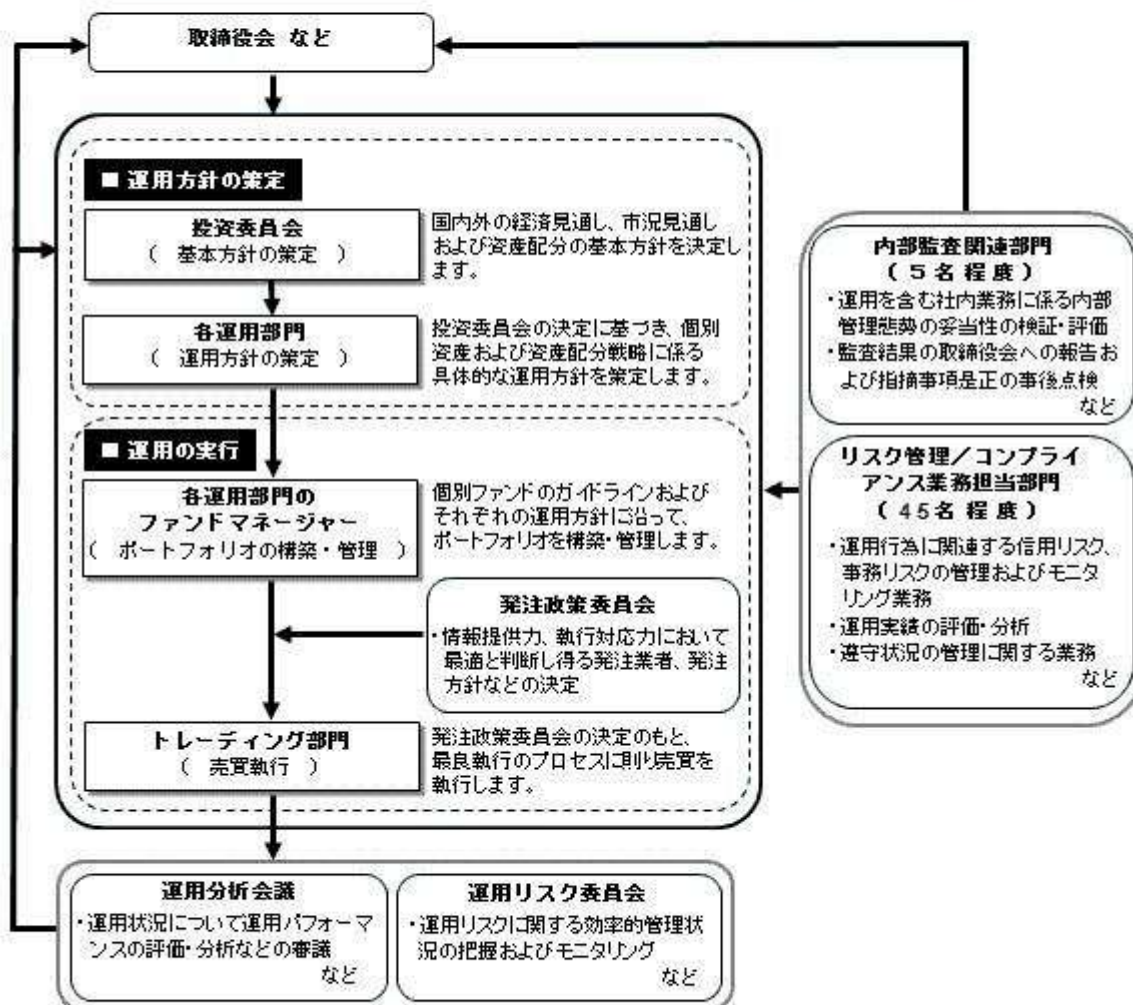 取締役会 など
■ 運用方針の策定
投資委員会
( 基本方針の策定 )
国内外の経済見通し、市況見通し
および資産配分の基本方針を決定し
ます。
各運用部門
( 運用方針の策定 )
投資委員会の決定に基づき、個別
資産および資産配分戦略に係る
具体的な運用方針を策定します。
■ 運用の実行
各運用部門の
ファンドマネージャー
( ポートフォリオの構築・管理 )
個別ファンドのガイドラインおよび
それぞれの運用方針に沿って、
ポートフォリオを構築・管理します。
発注政策委員会
・情報提供力、執行対応力において
最適と判断し得る発注業者、発注
方針などの決定
トレーディング部門
( 売買執行 )
発注政策委員会の決定のもと、
最良執行のプロセスに則り売買を
執行します。
内部監査関連部門
( 5名程度 )
・運用を含む社内業務に係る内部
管理態勢の妥当性の検証・評価
・監査結果の取締役会への報告お
よび指摘事項是正の事後点検
など
リスク管理／コンプライ
アンス業務担当部門
( 45名程度 )
・運用行為に関連する信用リスク、
事務リスクの管理およびモニタ
リング業務
・運用実績の評価・分析
・遵守状況の管理に関する業務
など
運用分析会議
・運用状況について運用パフォーマ
ンスの評価・分析などの審議
など
運用リスク委員会
・運用リスクに関する効率的管理状
況の把握およびモニタリング
など